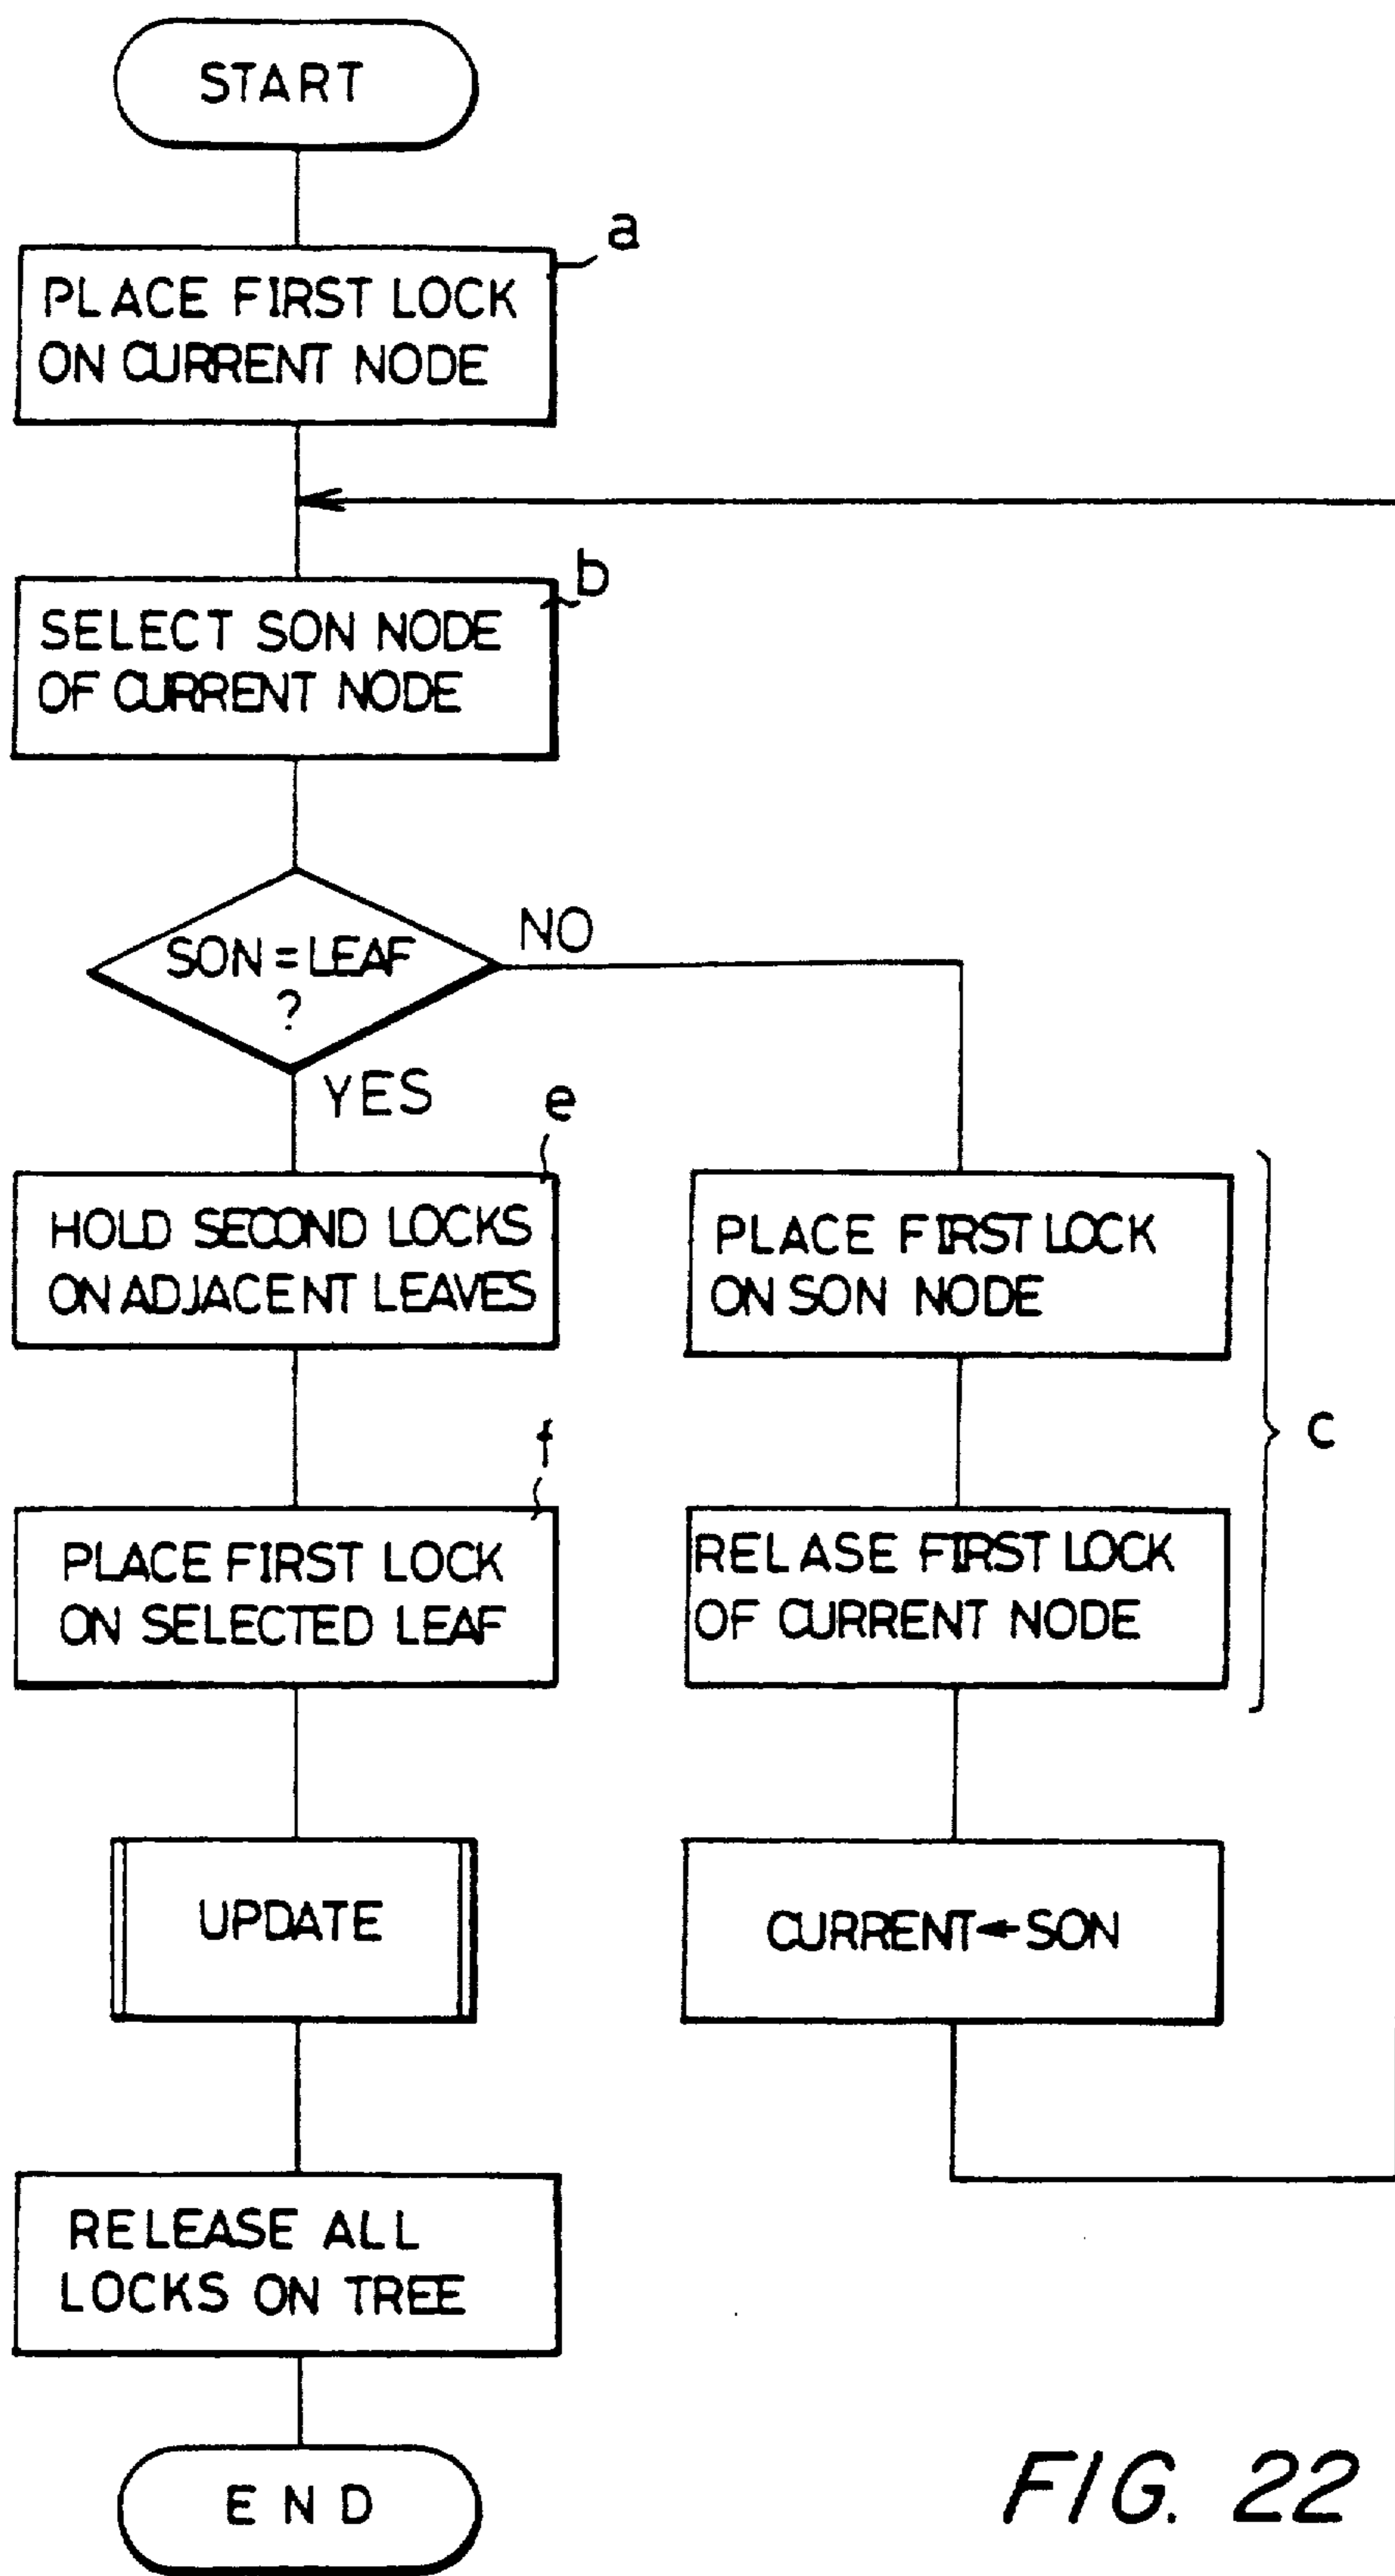 START
a
PLACE FIRST LOCK
ON CURRENT NODE
b
SELECT SON NODE
OF CURRENT NODE
SON = LEAF
?
NO
YES
e
HOLD SECOND LOCKS
ON ADJACENT LEAVES
f
PLACE FIRST LOCK
ON SELECTED LEAF
UPDATE
RELEASE ALL
LOCKS ON TREE
END
PLACE FIRST LOCK
ON SON NODE
c
RELASE FIRST LOCK
OF CURRENT NODE
CURRENT←SON
FIG. 22